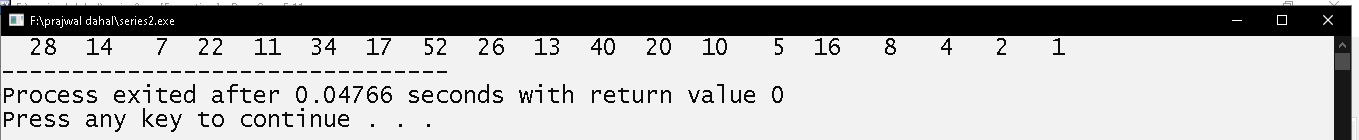 F:\prajwal dahal\series2.exe
28 14 7 22 11 34 17 52 26 13 40 20 10 5 16 8 4 2 1
--------------------------------
Process exited after 0.04766 seconds with return value 0
Press any key to continue . . .